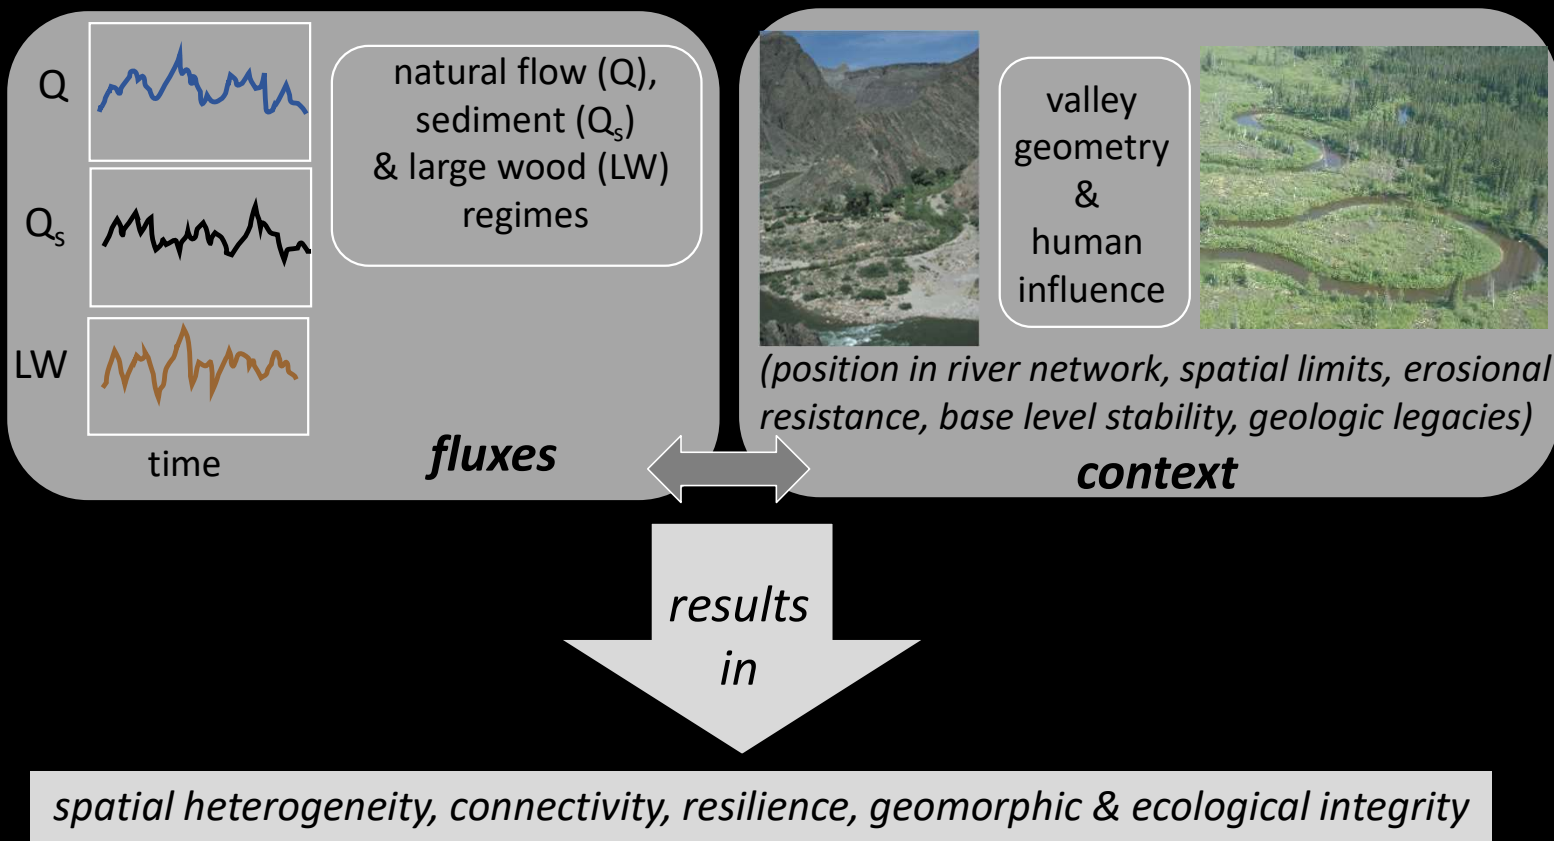 Q
Qs
LW
time
natural flow (Q),
sediment (Qs)
& large wood (LW)
regimes
fluxes
valley
geometry
&
human
influence
(position in river network, spatial limits, erosional
resistance, base level stability, geologic legacies)
context
results
in
spatial heterogeneity, connectivity, resilience, geomorphic & ecological integrity